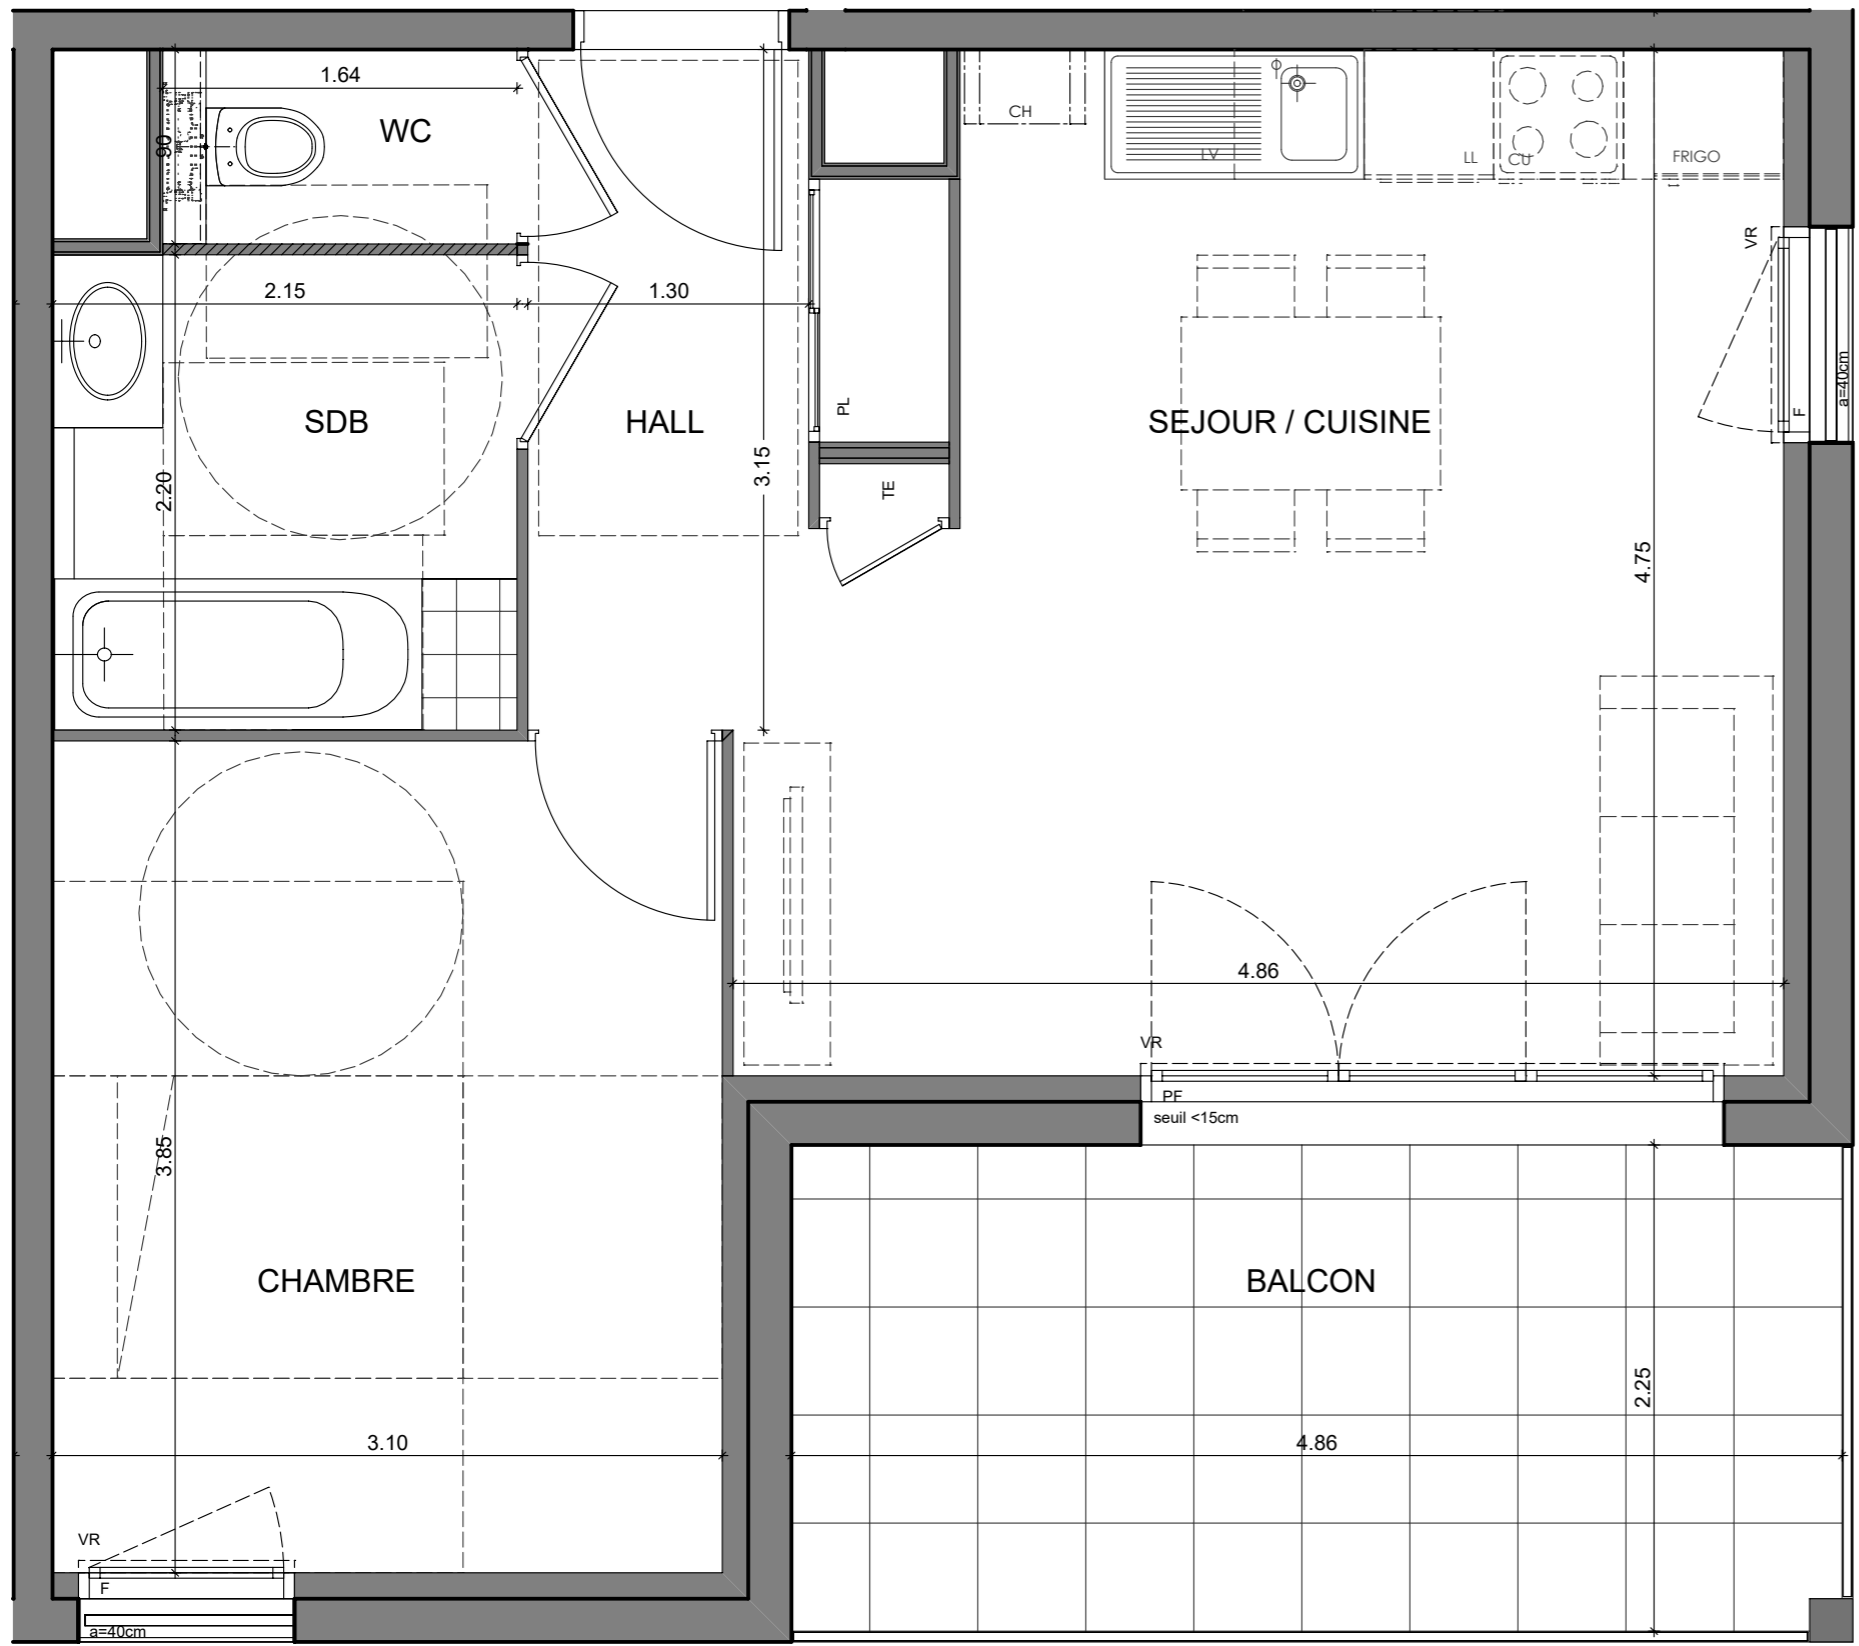 1.64
WC
90
CH
LV
LL
CU
FRIGO
VR
2.15
1.30
a=40cm
F
PL
SDB
HALL
SEJOUR / CUISINE
3.15
2.20
TE
4.75
4.86
VR
PF
seuil <15cm
3.85
CHAMBRE
BALCON
2.25
3.10
4.86
VR
F
a=40cm